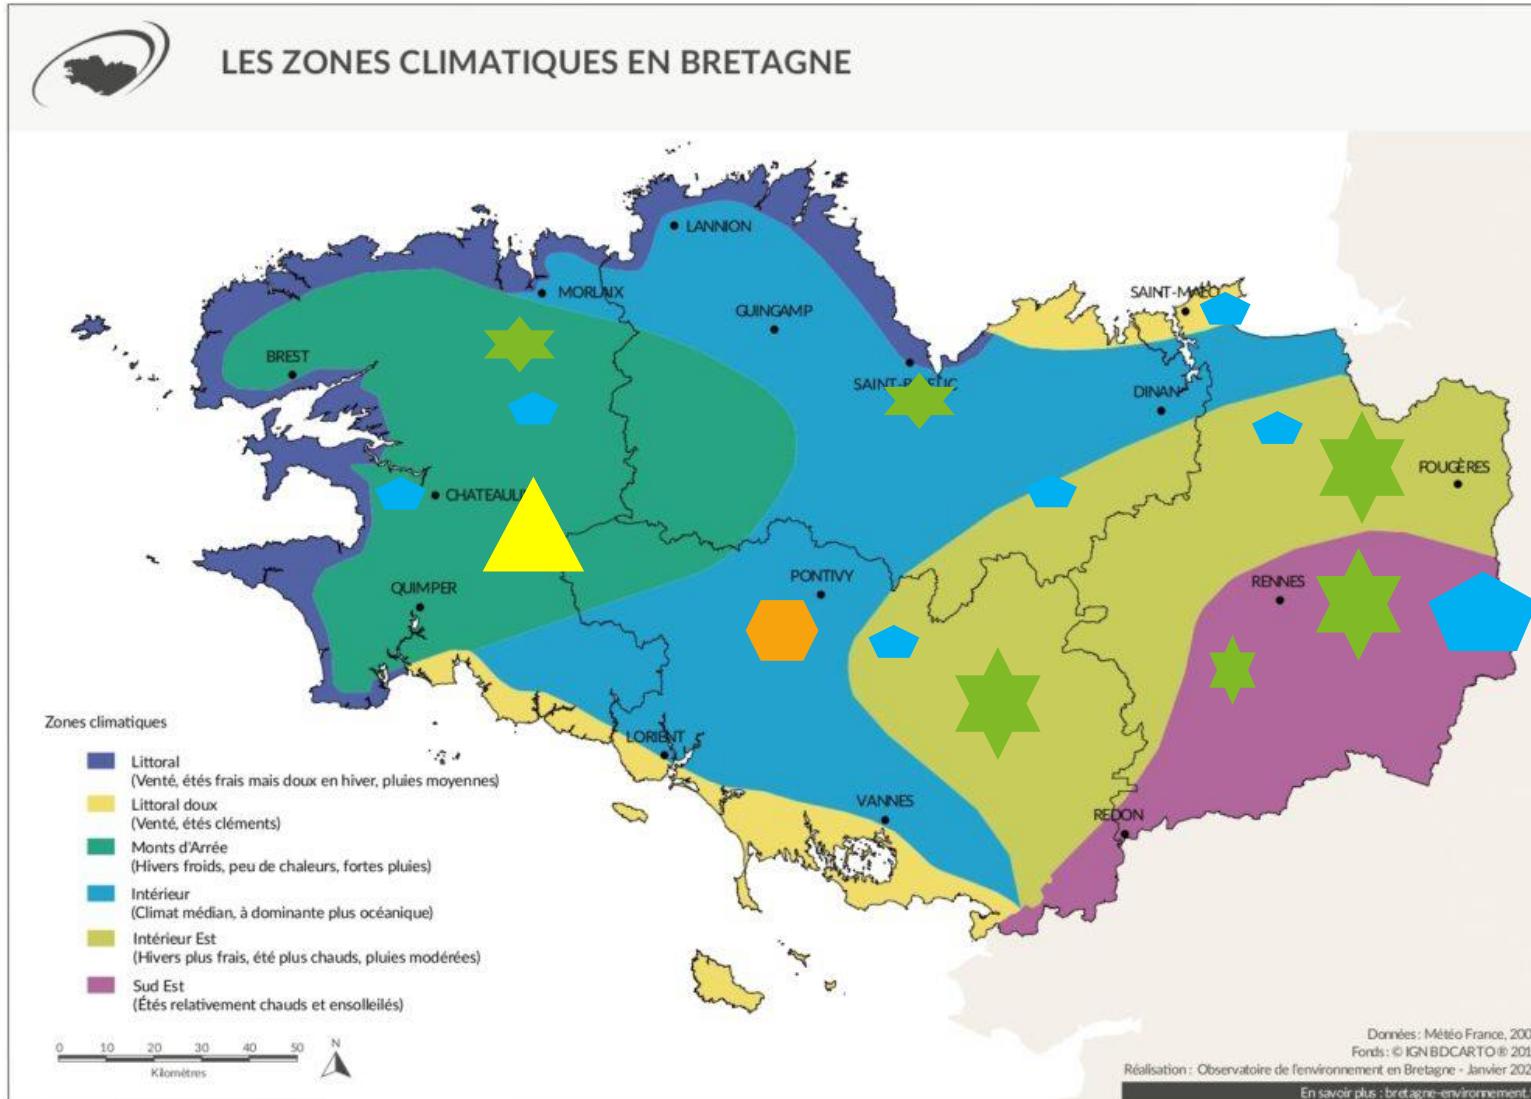 LES ZONES CLIMATIQUES EN BRETAGNE
LANNION
MORLAIX
GUINGAMP
SAINT-MALO
BREST
DINAN
FOUGÈRES
PONTIVY
QUIMPER
RENNES
LORIENT
VANNES
REDON
Zones climatiques
Littoral
(Venté, étés frais mais doux en hiver, pluies moyennes)
Littoral doux
(Venté, étés cléments)
Monts d'Arrée
(Hivers froids, peu de chaleurs, fortes pluies)
Intérieur
(Climat médian, à dominante plus océanique)
Intérieur Est
(Hivers plus frais, été plus chauds, pluies modérées)
Sud Est
(Étés relativement chauds et ensolleilés)
0 10 20 30 40 50
Kilomètres
N
Données : Météo France, 200
Fonds : © IGN BDCARTO® 201
Réalisation : Observatoire de l'environnement en Bretagne - Janvier 202
En savoir plus : bretagne-environnement.